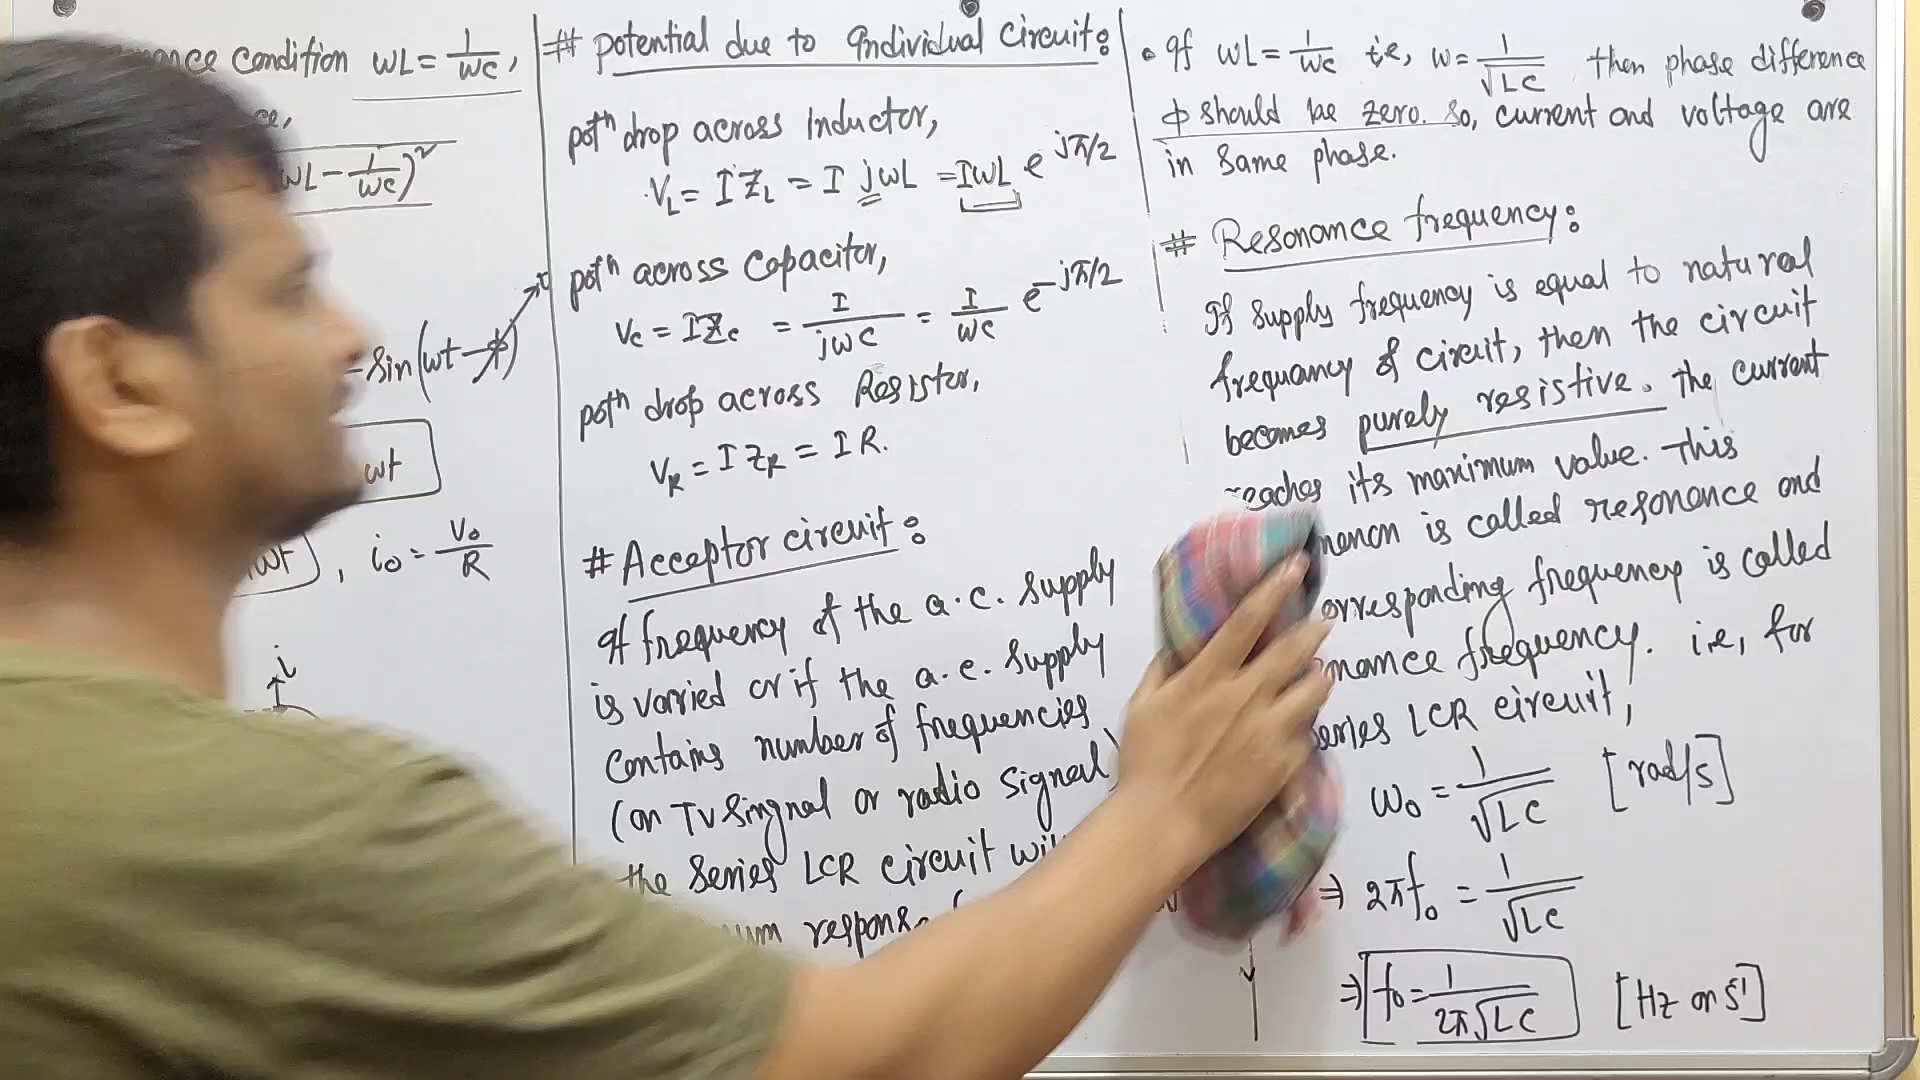 condition ωL = 1/ωC,
ωL - 1/ωC)²
sin(ωt - ϕ) 0
ωt
ωt), i₀ = V₀/R
i
# potential due to individual circuit:
potⁿ drop across inductor,
V_L = I Z_L = I jωL = IωL e^{jπ/2}
potⁿ across Capacitor,
V_C = I Z_C = I/jωC = I/ωC e^{-jπ/2}
potⁿ drop across Resistor,
V_R = I Z_R = I R.
# Acceptor circuit:
If frequency of the a.c. supply
is varried or if the a.c. supply
contains number of frequencies
(on TV Singnal or radio signal)
the Series LCR circuit
• If ωL = 1/ωC i.e, ω = 1/√LC then phase difference
ϕ should be zero. So, current and voltage are
in same phase.
# Resonance frequency:
If supply frequency is equal to natural
frequancy of circuit, then the circuit
becomes purely resistive. The current
reaches its maximum value. This
is called resonance and
frequency is called
frequency. i.e, for
LCR circuit,
ω₀ = 1/√LC [rad/s]
⇒ 2πf₀ = 1/√LC
⇒ f₀ = 1/2π√LC [Hz or s⁻¹]